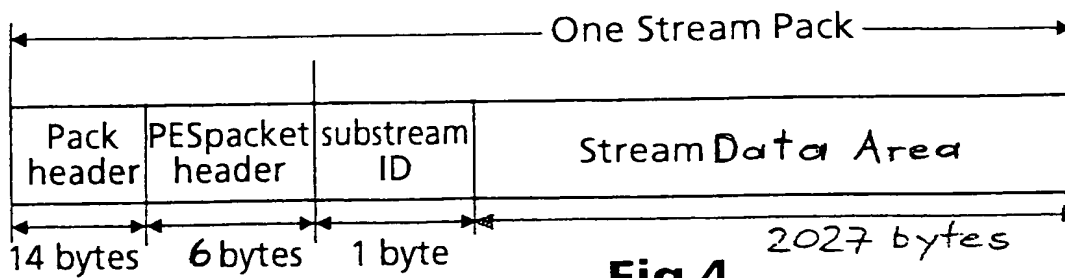 One Stream Pack
Pack header
PESpacket header
substream ID
Stream Data Area
14 bytes
6 bytes
1 byte
2027 bytes
Fig.4